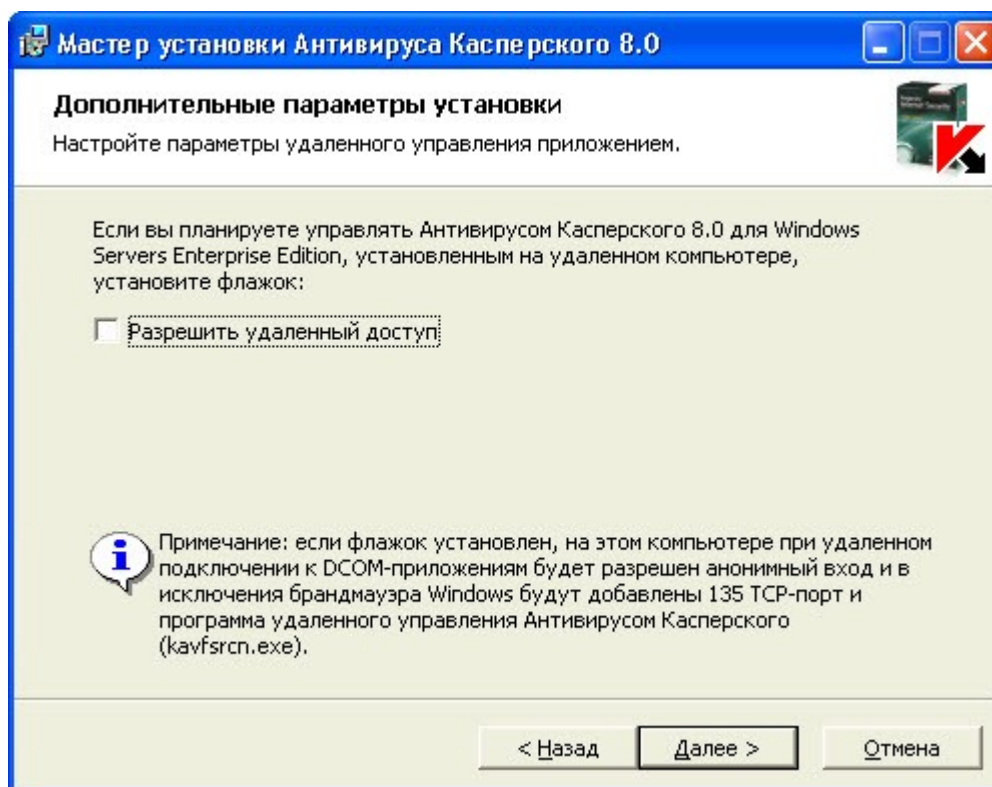 Мастер установки Антивируса Касперского 8.0
Дополнительные параметры установки
Настройте параметры удаленного управления приложением.
Если вы планируете управлять Антивирусом Касперского 8.0 для Windows
Servers Enterprise Edition, установленным на удаленном компьютере,
установите флажок:
Разрешить удаленный доступ
Примечание: если флажок установлен, на этом компьютере при удаленном
подключении к DCOM-приложениям будет разрешен анонимный вход и в
исключения брандмауэра Windows будут добавлены 135 TCP-порт и
программа удаленного управления Антивирусом Касперского
(kavfsrcn.exe).
< Назад
Далее >
Отмена